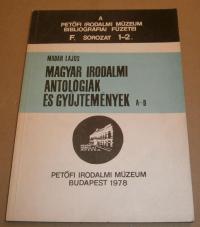 A
PETŐFI IRODALMI MÚZEUM
BIBLIOGRÁFIAI FÜZETEI
F. SOROZAT 1-2.
MADÁR LAJOS
MAGYAR IRODALMI
ANTOLÓGIÁK
ÉS GYŰJTEMÉNYEK A-B
PETŐFI IRODALMI MÚZEUM
BUDAPEST 1978